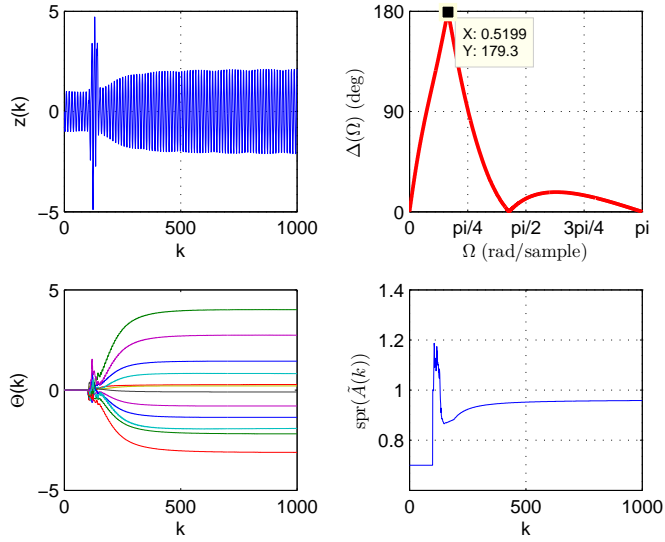 5
0
−5
z(k)
0
500
1000
k
180
90
0
Δ(Ω) (deg)
X: 0.5199
Y: 179.3
0
pi/4
pi/2
3pi/4
pi
Ω (rad/sample)
5
0
−5
Θ(k)
0
500
1000
k
1.4
1.2
1
0.8
spr(Ã(k))
0
500
1000
k